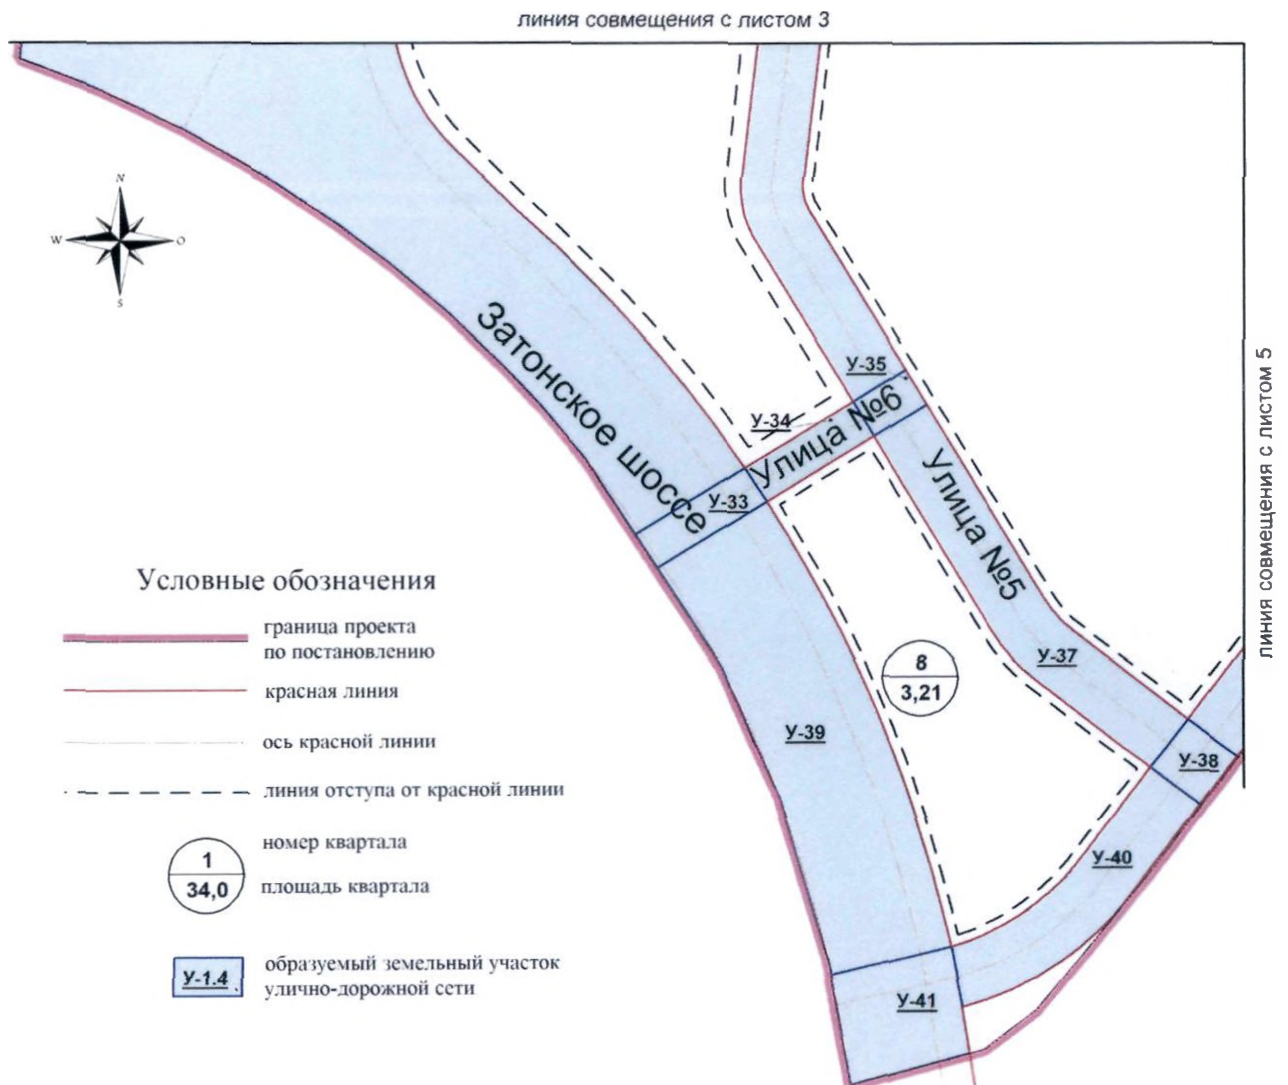 линия совмещения с листом 3
N
W
O
S
Затонское шоссе
У-35
У-34
Улица №6
У-33
Улица №5
линия совмещения с листом 5
У-37
8
3,21
У-39
У-38
У-40
У-41
Условные обозначения
граница проекта
по постановлению
красная линия
ось красной линии
линия отступа от красной линии
1
34,0
номер квартала
площадь квартала
У-1.4
образуемый земельный участок
улично-дорожной сети